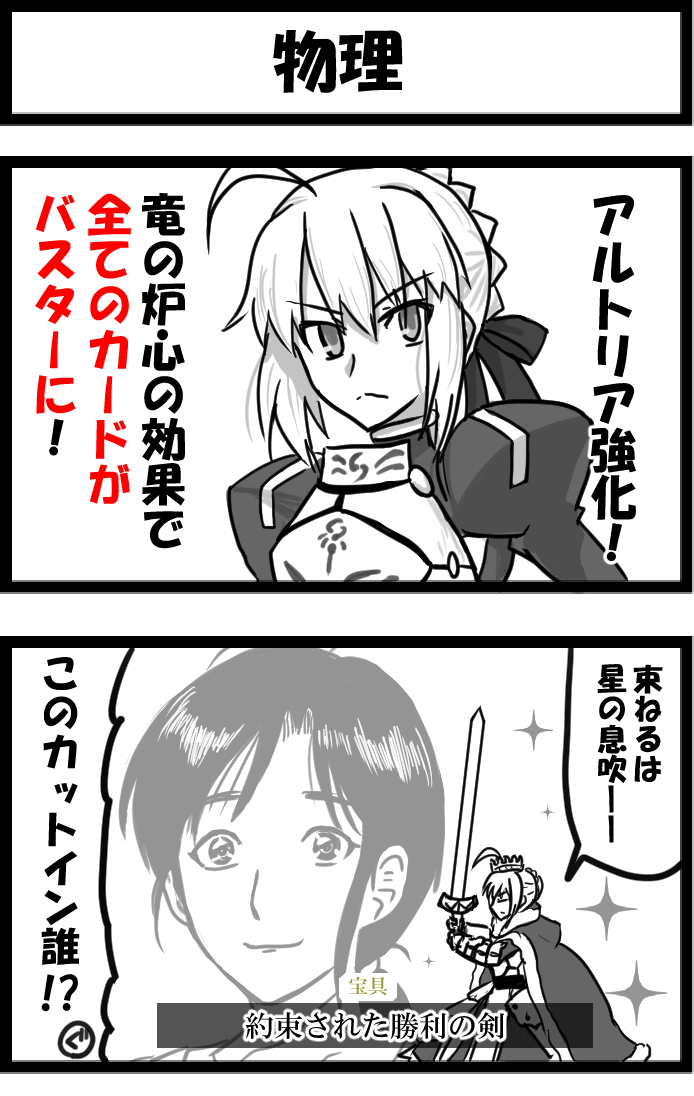 物理
アルトリア強化!
竜の炉心の効果で
全てのカードが
バスターに!
束ねるは
星の息吹――
このカットイン誰!?
宝具
約束された勝利の剣
ぐ